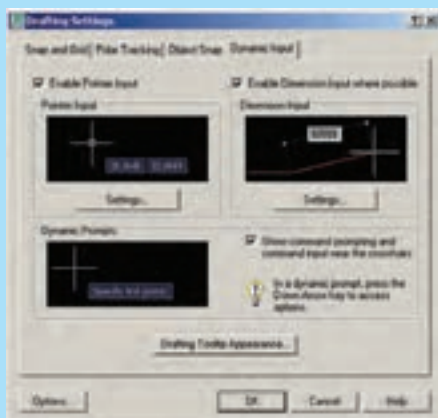 Drafting Settings
Snap and Grid Polar Tracking Object Snap Dynamic Input
Enable Pointer Input
Enable Dimension Input where possible
Pointer Input
Dimension Input
Settings...
Settings...
Dynamic Prompts
Specify first point:
Show command prompting and
command input near the crosshairs
In a dynamic prompt, press the
Down Arrow key to access
options.
Drafting Tooltip Appearance...
Options...
OK
Cancel
Help